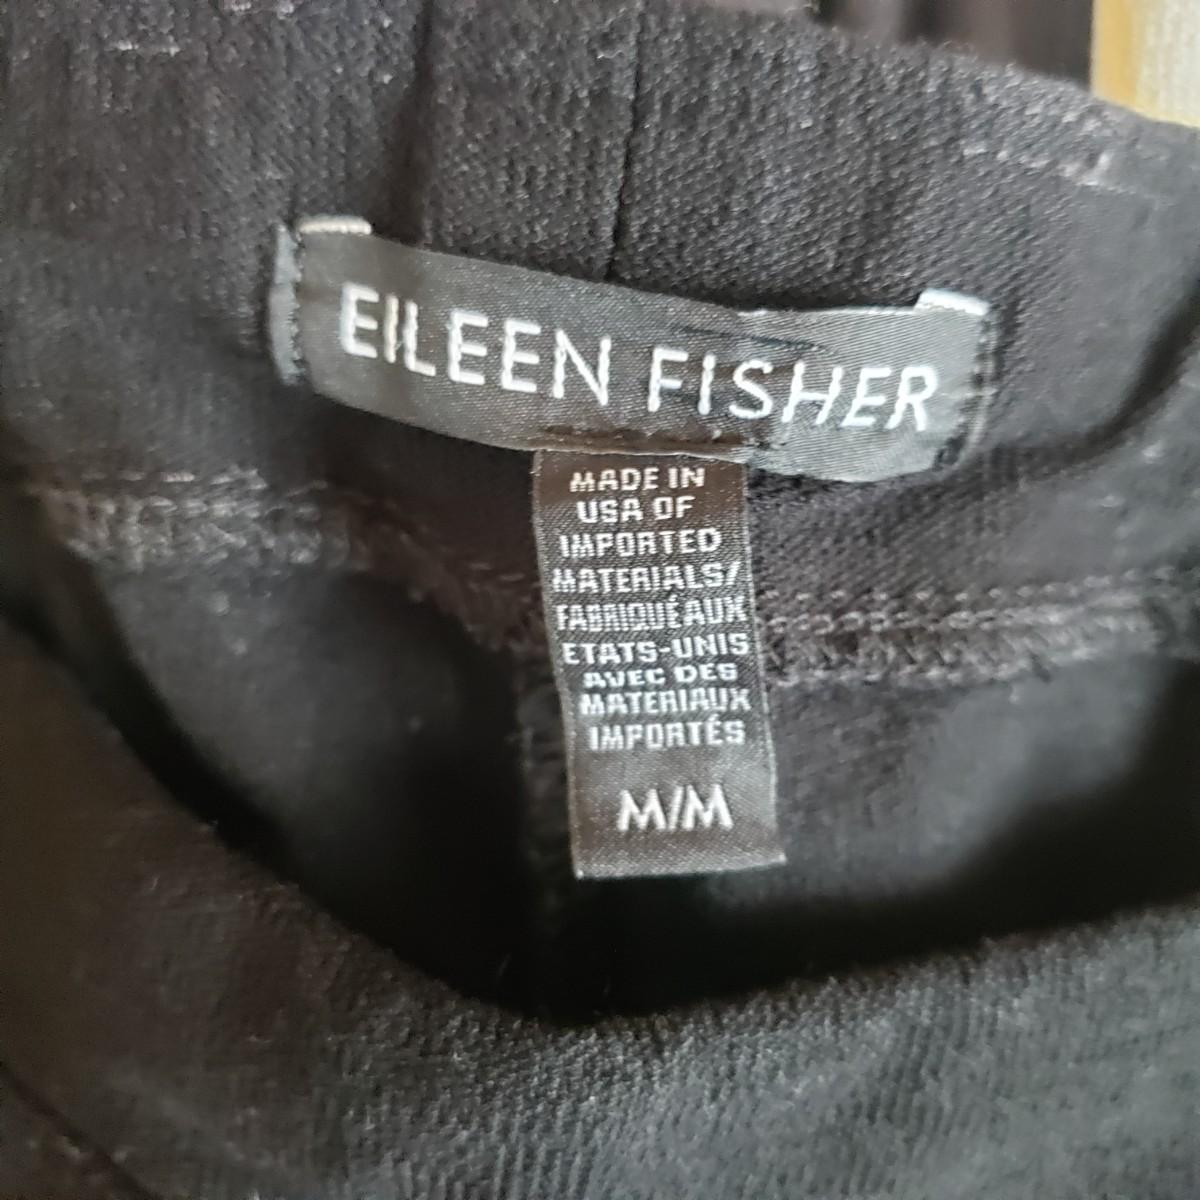 EILEEN FISHER
MADE IN
USA OF
IMPORTED
MATERIALS/
FABRIQUÉ AUX
ETATS-UNIS
AVEC DES
MATERIAUX
IMPORTÉS
M/M